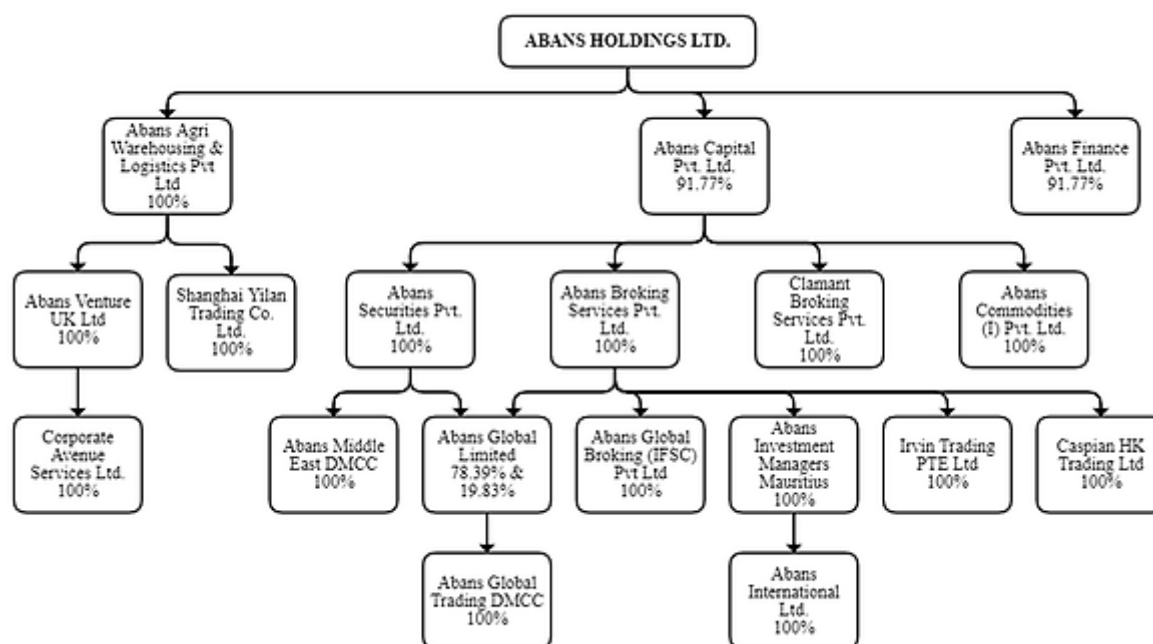 ABANS HOLDINGS LTD.
Abans Agri
Warehousing &
Logistics Pvt
Ltd
100%
Abans Capital
Pvt. Ltd.
91.77%
Abans Finance
Pvt. Ltd.
91.77%
Abans Venture
UK Ltd
100%
Shanghai Yilan
Trading Co.
Ltd.
100%
Abans
Securities Pvt.
Ltd.
100%
Abans Broking
Services Pvt.
Ltd.
100%
Clamant
Broking
Services Pvt.
Ltd.
100%
Abans
Commodities
(I) Pvt. Ltd.
100%
Corporate
Avenue
Services Ltd.
100%
Abans Middle
East DMCC
100%
Abans Global
Limited
78.39% &
19.83%
Abans Global
Broking (IFSC)
Pvt Ltd
100%
Abans
Investment
Managers
Mauritius
100%
Irvin Trading
PTE Ltd
100%
Caspian HK
Trading Ltd
100%
Abans Global
Trading DMCC
100%
Abans
International
Ltd.
100%